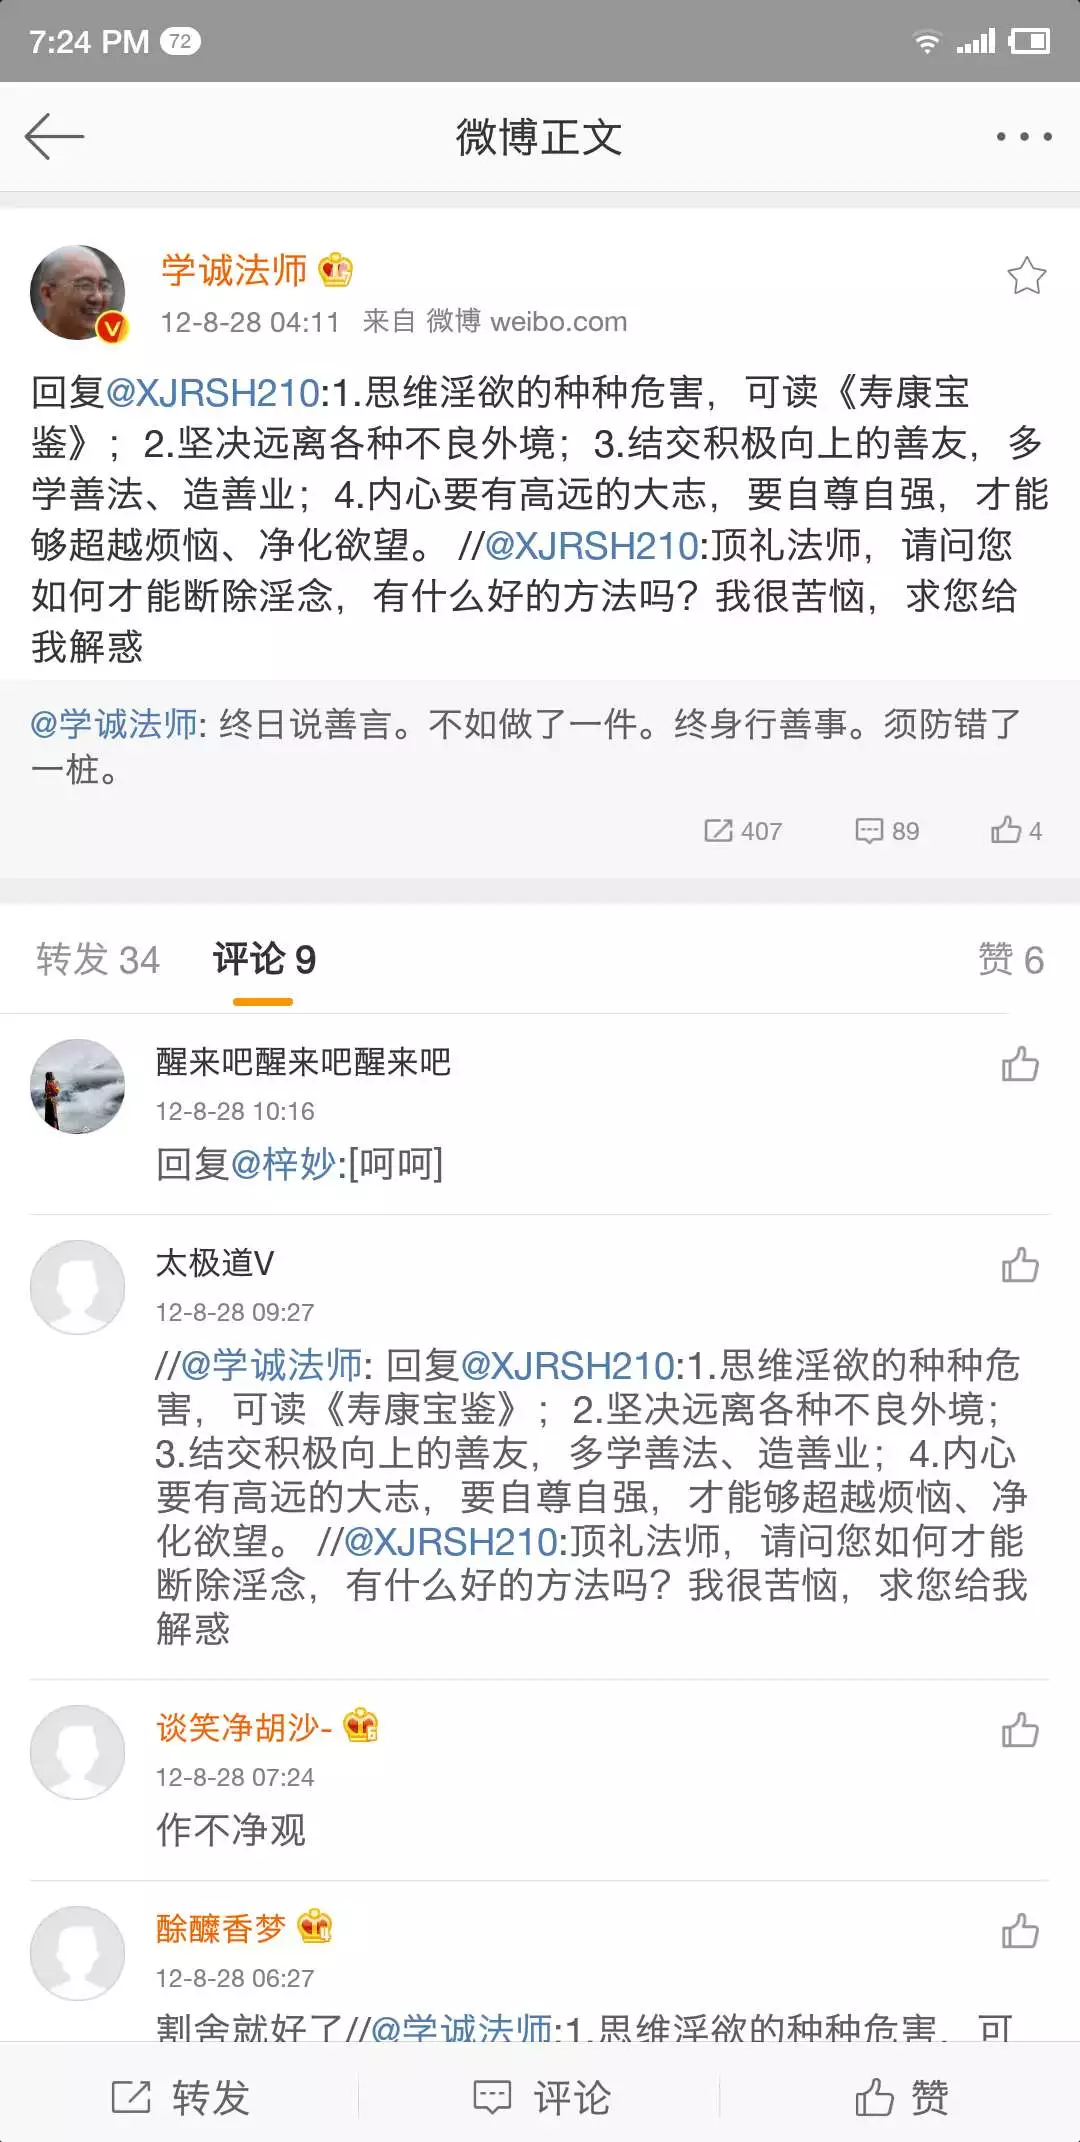 7:24 PM 72
微博正文
学诚法师
12-8-28 04:11 来自 微博 weibo.com
回复@XJRSH210:1.思维淫欲的种种危害，可读《寿康宝
鉴》；2.坚决远离各种不良外境；3.结交积极向上的善友，多
学善法、造善业；4.内心要有高远的大志，要自尊自强，才能
够超越烦恼、净化欲望。 //@XJRSH210:顶礼法师，请问您
如何才能断除淫念，有什么好的方法吗？我很苦恼，求您给
我解惑
@学诚法师: 终日说善言。不如做了一件。终身行善事。须防错了
一桩。
407 89 4
转发 34 评论 9 赞 6
醒来吧醒来吧醒来吧
12-8-28 10:16
回复@梓妙:[呵呵]
太极道V
12-8-28 09:27
//@学诚法师: 回复@XJRSH210:1.思维淫欲的种种危
害，可读《寿康宝鉴》；2.坚决远离各种不良外境；
3.结交积极向上的善友，多学善法、造善业；4.内心
要有高远的大志，要自尊自强，才能够超越烦恼、净
化欲望。 //@XJRSH210:顶礼法师，请问您如何才能
断除淫念，有什么好的方法吗？我很苦恼，求您给我
解惑
谈笑净胡沙-
12-8-28 07:24
作不净观
酴醾香梦
12-8-28 06:27
割舍就好了//@学诚法师:1.思维淫欲的种种危害，可
转发 评论 赞